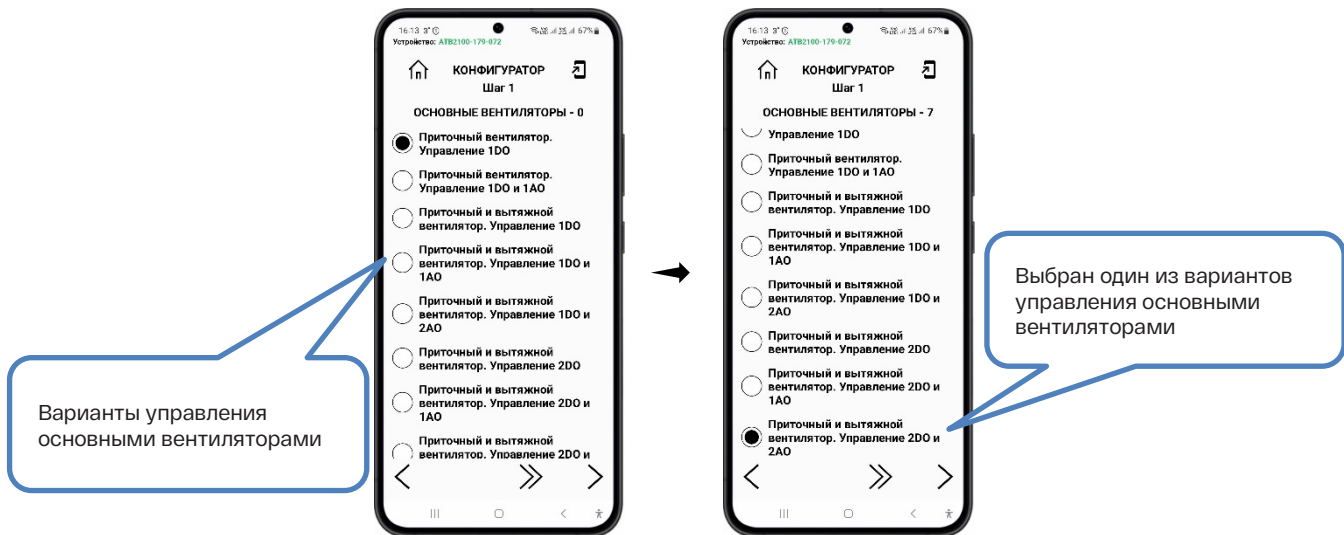 16:13
67%
Устройство: ATB2100-179-072
КОНФИГУРАТОР
Шаг 1
ОСНОВНЫЕ ВЕНТИЛЯТОРЫ - 0
Приточный вентилятор.
Управление 1DO
Приточный вентилятор.
Управление 1DO и 1AO
Приточный и вытяжной
вентилятор. Управление 1DO
Приточный и вытяжной
вентилятор. Управление 1DO и
1AO
Приточный и вытяжной
вентилятор. Управление 1DO и
2AO
Приточный и вытяжной
вентилятор. Управление 2DO
Приточный и вытяжной
вентилятор. Управление 2DO и
1AO
Приточный и вытяжной
вентилятор. Управление 2DO и
Варианты управления
основными вентиляторами
16:13
67%
Устройство: ATB2100-179-072
КОНФИГУРАТОР
Шаг 1
ОСНОВНЫЕ ВЕНТИЛЯТОРЫ - 7
Управление 1DO
Приточный вентилятор.
Управление 1DO и 1AO
Приточный и вытяжной
вентилятор. Управление 1DO
Приточный и вытяжной
вентилятор. Управление 1DO и
1AO
Приточный и вытяжной
вентилятор. Управление 1DO и
2AO
Приточный и вытяжной
вентилятор. Управление 2DO
Приточный и вытяжной
вентилятор. Управление 2DO и
1AO
Приточный и вытяжной
вентилятор. Управление 2DO и
2AO
Выбран один из вариантов
управления основными
вентиляторами